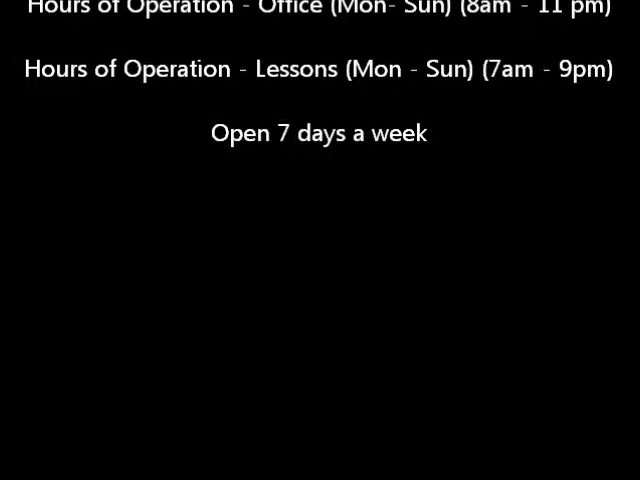 Hours of Operation - Office (Mon- Sun) (8am - 11 pm)
Hours of Operation - Lessons (Mon - Sun) (7am - 9pm)
Open 7 days a week